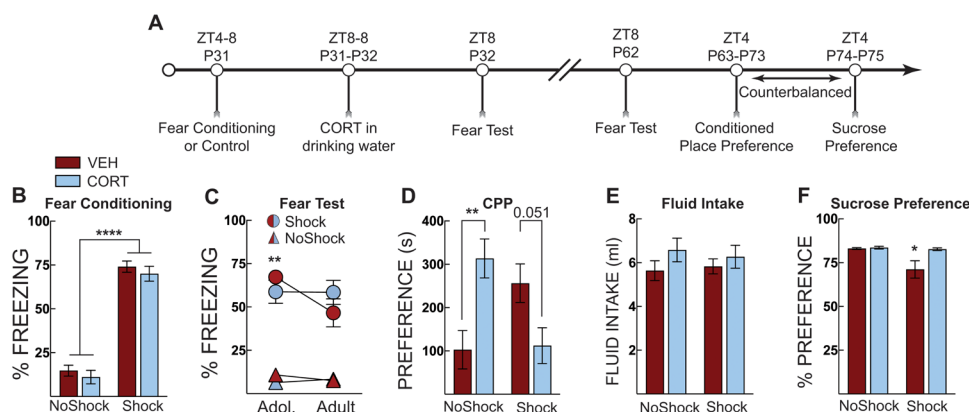 A
ZT4-8
P31
ZT8-8
P31-P32
ZT8
P32
ZT8
P62
ZT4
P63-P73
ZT4
P74-P75
Counterbalanced
Fear Conditioning
or Control
CORT in
drinking water
Fear Test
Fear Test
Conditioned
Place Preference
Sucrose
Preference
VEH
CORT
B
Fear Conditioning
% FREEZING
100
75
50
25
****
NoShock
Shock
C
Fear Test
% FREEZING
100
75
50
25
Shock
NoShock
**
Adol.
Adult
D
CPP
PREFERENCE (s)
400
300
200
100
**
0.051
NoShock
Shock
E
Fluid Intake
FLUID INTAKE (ml)
8
6
4
2
NoShock
Shock
F
Sucrose Preference
% PREFERENCE
100
75
50
25
*
NoShock
Shock